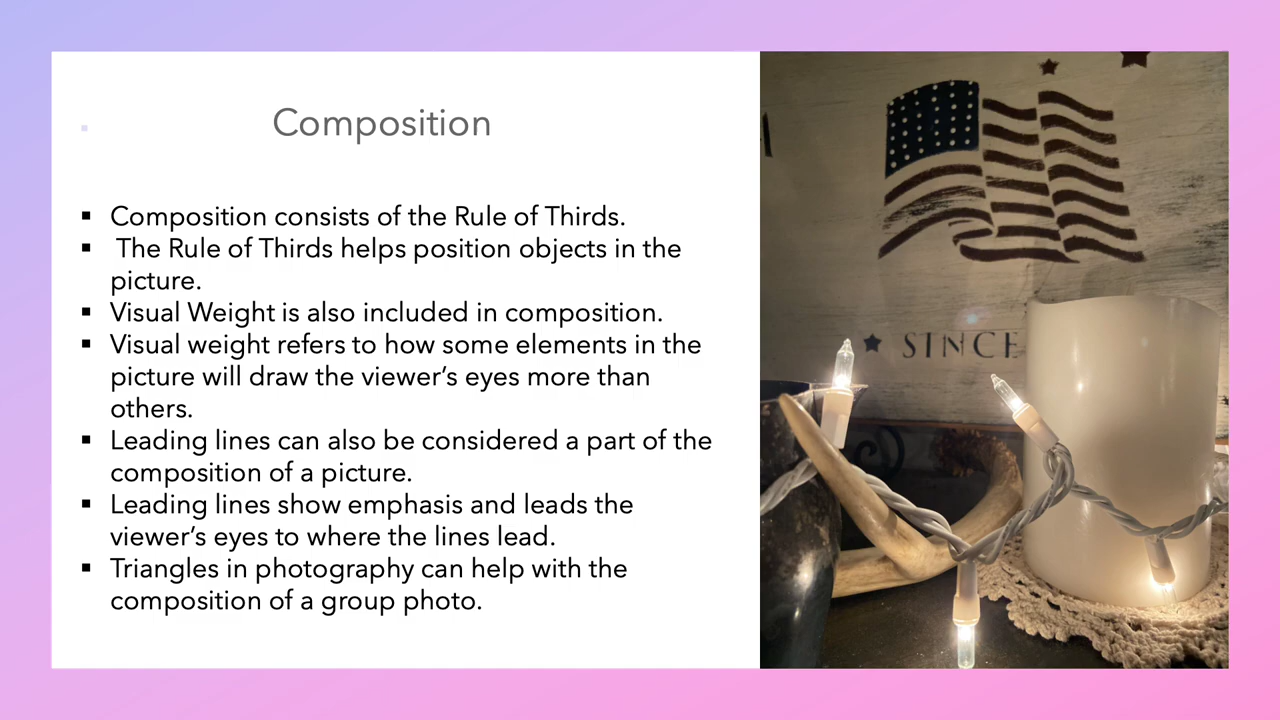 Composition
Composition consists of the Rule of Thirds.
The Rule of Thirds helps position objects in the
picture.
Visual Weight is also included in composition.
Visual weight refers to how some elements in the
picture will draw the viewer’s eyes more than
others.
Leading lines can also be considered a part of the
composition of a picture.
Leading lines show emphasis and leads the
viewer’s eyes to where the lines lead.
Triangles in photography can help with the
composition of a group photo.
SINCE